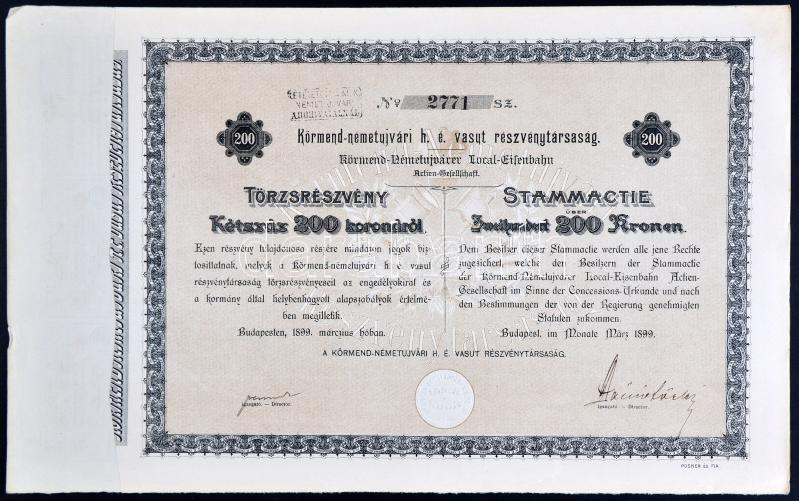 ADÓHIVATALNÁL
Nº 2771 SZ.
200 200
Körmend-németujvári h. é. vasut részvénytársaság.
Körmend-Németujvárer Local-Eisenbahn
Actien-Gesellschaft.
TÖRZSRÉSZVÉNY
Kétszáz 200 koronáról.
Ezen részvény tulajdonosa részére mindazon jogok biz-
tosittatnak, melyek a Körmend-németujvári h. é. vasut
részvénytársaság törzsrészvényeseit az engedélyokirat és
a kormány által helybenhagyott alapszabályok értelmé-
ben megilletik.
Budapesten, 1899. március hóban.
STAMMACTIE
ÜBER
Zweihundert 200 Kronen.
Dem Besitzer dieser Stammactie werden alle jene Rechte
zugesichert, welche den Besitzern der Stammactie
der Körmend-Németujvárer Local-Eisenbahn Actien-
Gesellschaft im Sinne der Concessions-Urkunde und nach
den Bestimmungen der von der Regierung genehmigten
Statuten zukommen.
Budapest, im Monate März 1899.
A KÖRMEND-NÉMETUJVÁRI H. É. VASUT RÉSZVÉNYTÁRSASÁG.
Igazgató. — Director.
Igazgató. — Director.
POSNER ÉS FIA.